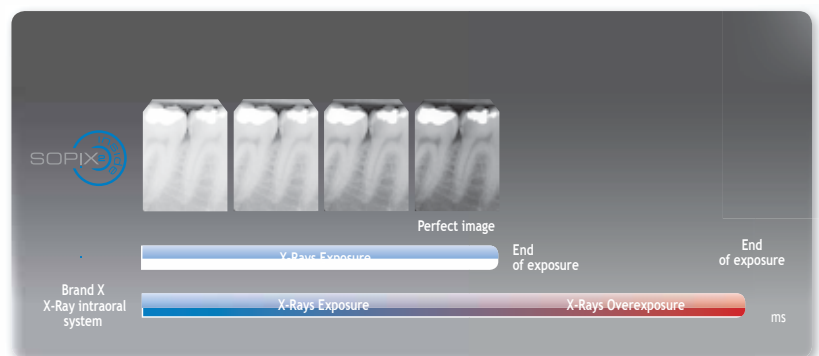 SOPIX
Perfect image
X-Rays Exposure
End
of exposure
End
of exposure
Brand X
X-Ray intraoral
system
X-Rays Exposure
X-Rays Overexposure
ms